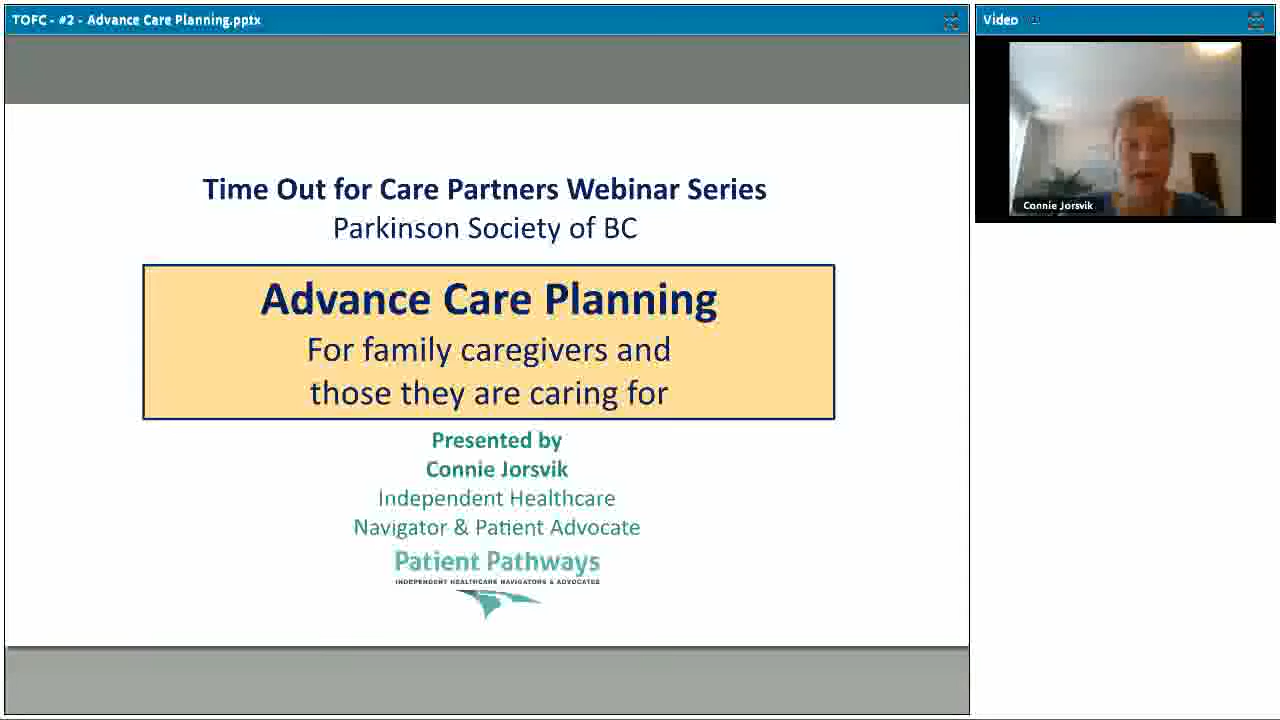 TOFC - #2 - Advance Care Planning.pptx
Video
Connie Jorsvik
Time Out for Care Partners Webinar Series
Parkinson Society of BC
Advance Care Planning
For family caregivers and
those they are caring for
Presented by
Connie Jorsvik
Independent Healthcare
Navigator & Patient Advocate
Patient Pathways
INDEPENDENT HEALTHCARE NAVIGATORS & ADVOCATES